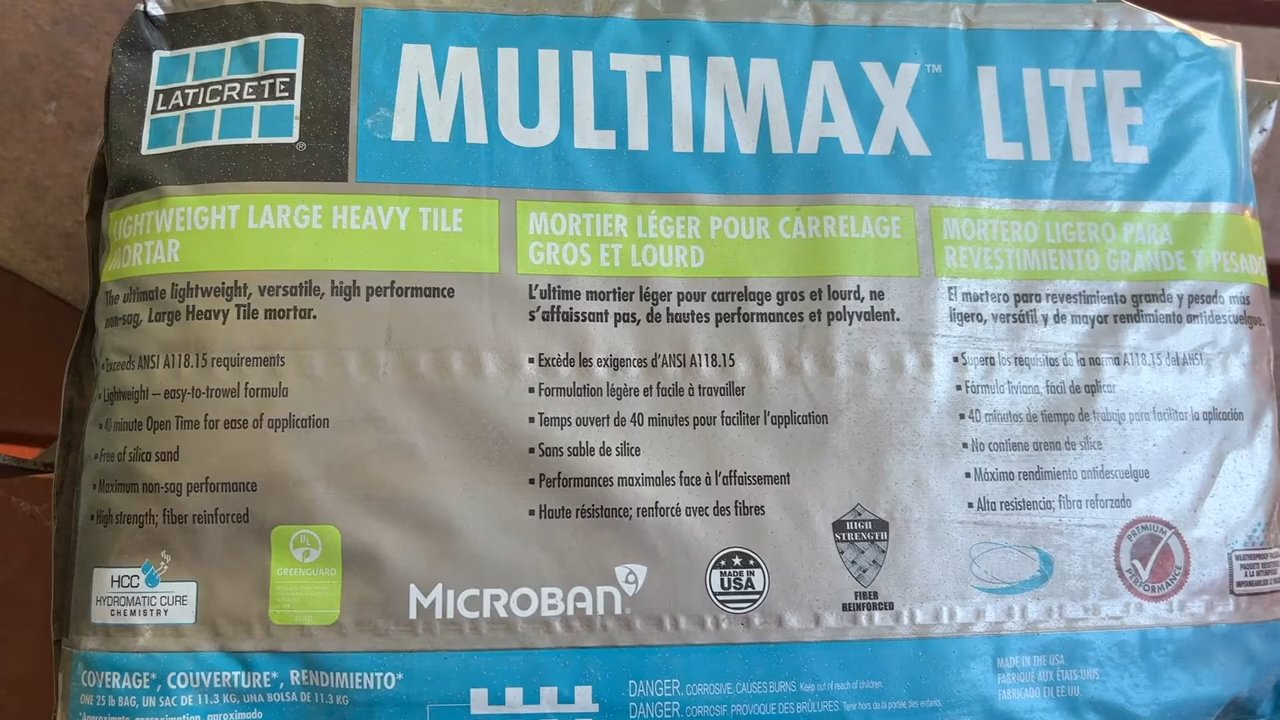 LATICRETE
®
MULTIMAX™ LITE
LIGHTWEIGHT LARGE HEAVY TILE
MORTAR
The ultimate lightweight, versatile, high performance
non-sag, Large Heavy Tile mortar.
▪ Exceeds ANSI A118.15 requirements
▪ Lightweight – easy-to-trowel formula
▪ 40 minute Open Time for ease of application
▪ Free of silica sand
▪ Maximum non-sag performance
▪ High strength; fiber reinforced
MORTIER LÉGER POUR CARRELAGE
GROS ET LOURD
L'ultime mortier léger pour carrelage gros et lourd, ne
s'affaissant pas, de hautes performances et polyvalent.
▪ Excède les exigences d'ANSI A118.15
▪ Formulation légère et facile à travailler
▪ Temps ouvert de 40 minutes pour faciliter l'application
▪ Sans sable de silice
▪ Performances maximales face à l'affaissement
▪ Haute résistance; renforcé avec des fibres
MORTERO LIGERO PARA
REVESTIMIENTO GRANDE Y PESADO
El mortero para revestimiento grande y pesado más
ligero, versátil y de mayor rendimiento antidescuelgue.
▪ Supera los requisitos de la norma A118.15 del ANSI
▪ Fórmula liviana, fácil de aplicar
▪ 40 minutos de tiempo de trabajo para facilitar la aplicación
▪ No contiene arena de sílice
▪ Máximo rendimiento antidescuelgue
▪ Alta resistencia; fibra reforzado
HCC
HYDROMATIC CURE
CHEMISTRY
UL
GREENGUARD
MICROBAN®
MADE IN
USA
HIGH
STRENGTH
FIBER
REINFORCED
PREMIUM
PERFORMANCE
COVERAGE*, COUVERTURE*, RENDIMIENTO*
ONE 25 lb BAG, UN SAC DE 11.3 KG, UNA BOLSA DE 11.3 KG
*Approximate, approximation, aproximado
DANGER. CORROSIVE. CAUSES BURNS. Keep out of reach of children.
DANGER. CORROSIF. PROVOQUE DES BRÛLURES. Tenir hors de la portée des enfants.
MADE IN THE USA
FABRIQUÉ AUX ÉTATS-UNIS
FABRICADO EN EE.UU.